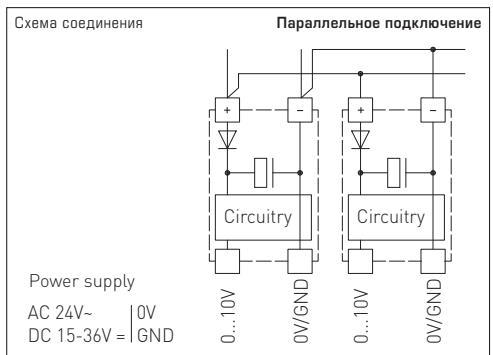 Схема соединения
Параллельное подключение
+ − + −
Circuitry Circuitry
Power supply
AC 24V~ 0V
DC 15-36V = GND
0...10V
0V/GND
0...10V
0V/GND